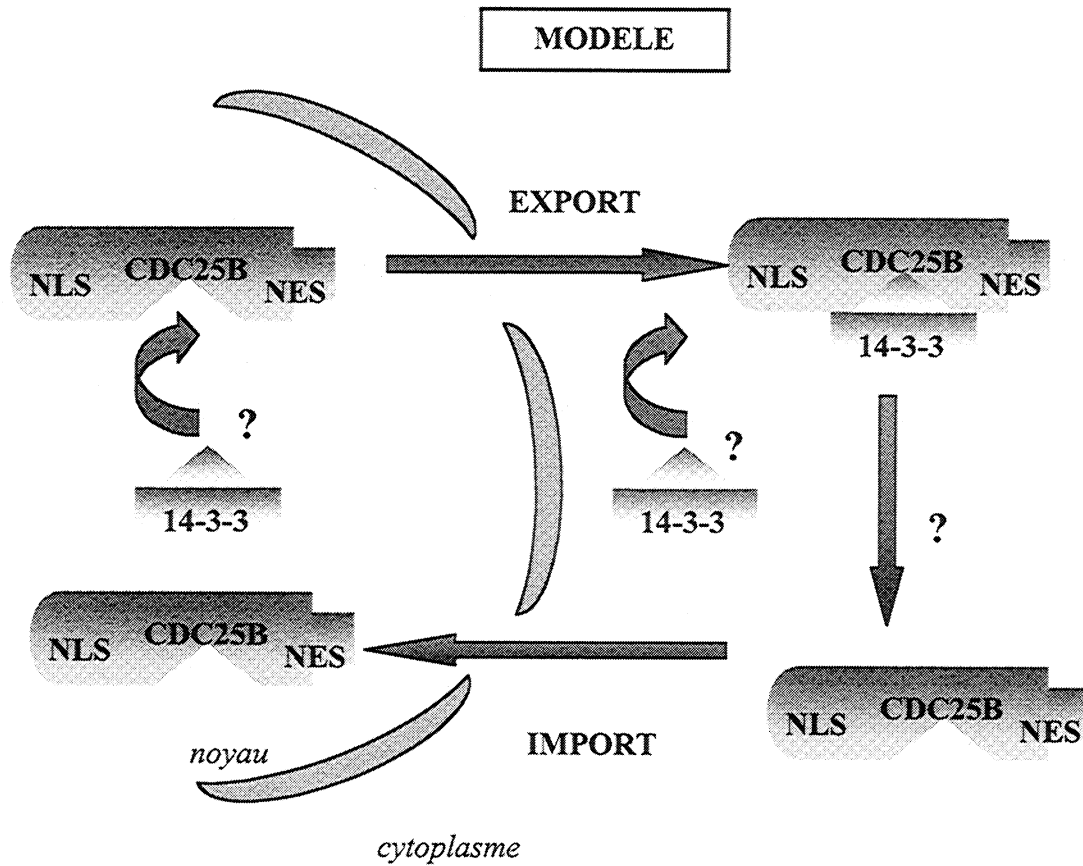 MODELE
EXPORT
NLS CDC25B NES
NLS CDC25B NES
14-3-3
?
14-3-3
?
14-3-3
?
NLS CDC25B NES
NLS CDC25B NES
noyau
IMPORT
cytoplasme